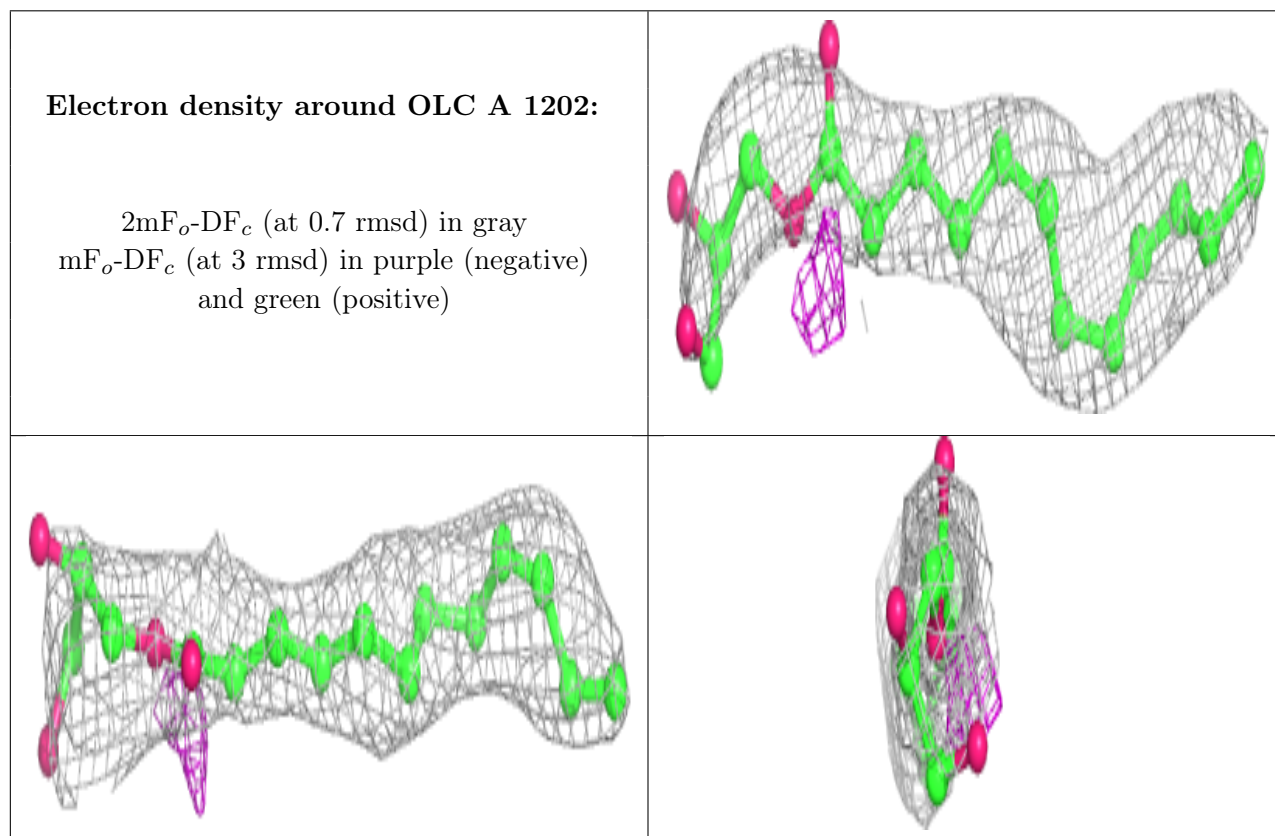 Electron density around OLC A 1202:
2mFo-DFc (at 0.7 rmsd) in gray
mFo-DFc (at 3 rmsd) in purple (negative)
and green (positive)